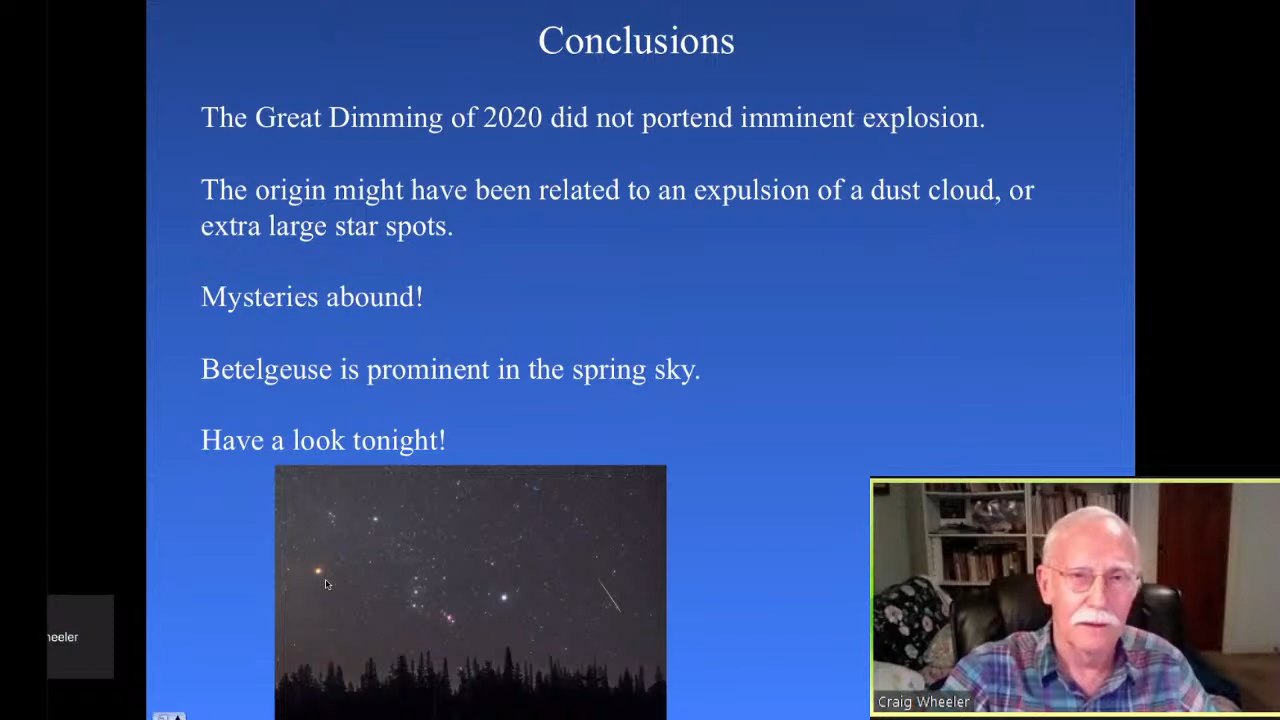 Conclusions
The Great Dimming of 2020 did not portend imminent explosion.
The origin might have been related to an expulsion of a dust cloud, or
extra large star spots.
Mysteries abound!
Betelgeuse is prominent in the spring sky.
Have a look tonight!
heeler
Craig Wheeler